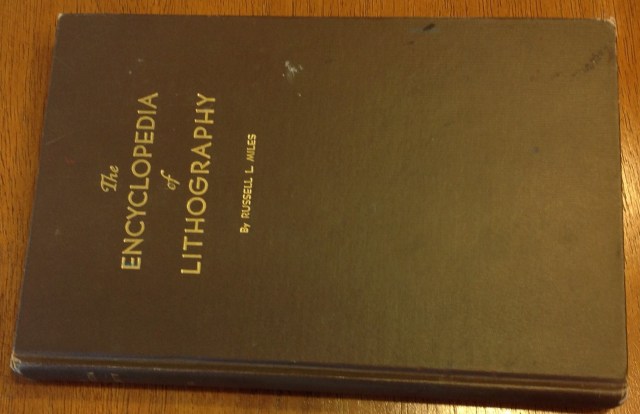 The
ENCYCLOPEDIA
of
LITHOGRAPHY
By RUSSELL L. MILES